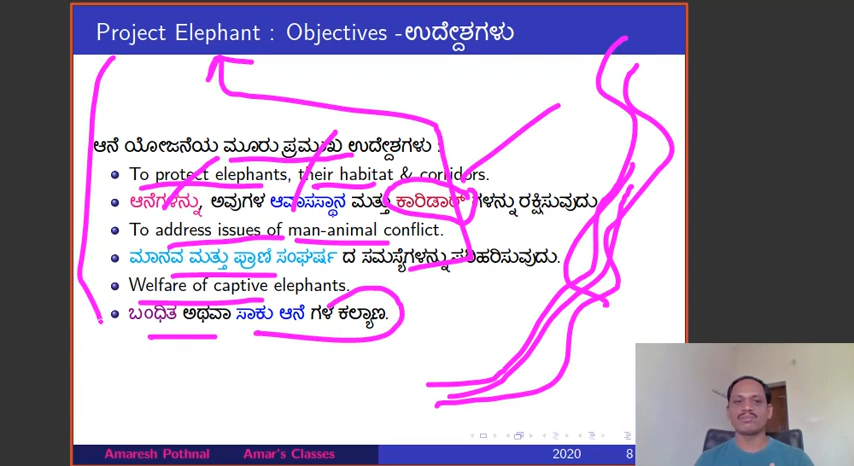 Project Elephant : Objectives -ಉದ್ದೇಶಗಳು
ಆನೆ ಯೋಜನೆಯ ಮೂರು ಪ್ರಮುಖ ಉದ್ದೇಶಗಳು :
To protect elephants, their habitat & corridors.
ಆನೆಗಳನ್ನು, ಅವುಗಳ ಆವಾಸಸ್ಥಾನ ಮತ್ತು ಕಾರಿಡಾರ್ ಗಳನ್ನು ರಕ್ಷಿಸುವುದು.
To address issues of man-animal conflict.
ಮಾನವ ಮತ್ತು ಪ್ರಾಣಿ ಸಂಘರ್ಷ ದ ಸಮಸ್ಯೆಗಳನ್ನು ಪರಿಹರಿಸುವುದು.
Welfare of captive elephants.
ಬಂಧಿತ ಅಥವಾ ಸಾಕು ಆನೆ ಗಳ ಕಲ್ಯಾಣ.
Amaresh Pothnal Amar's Classes 2020 8